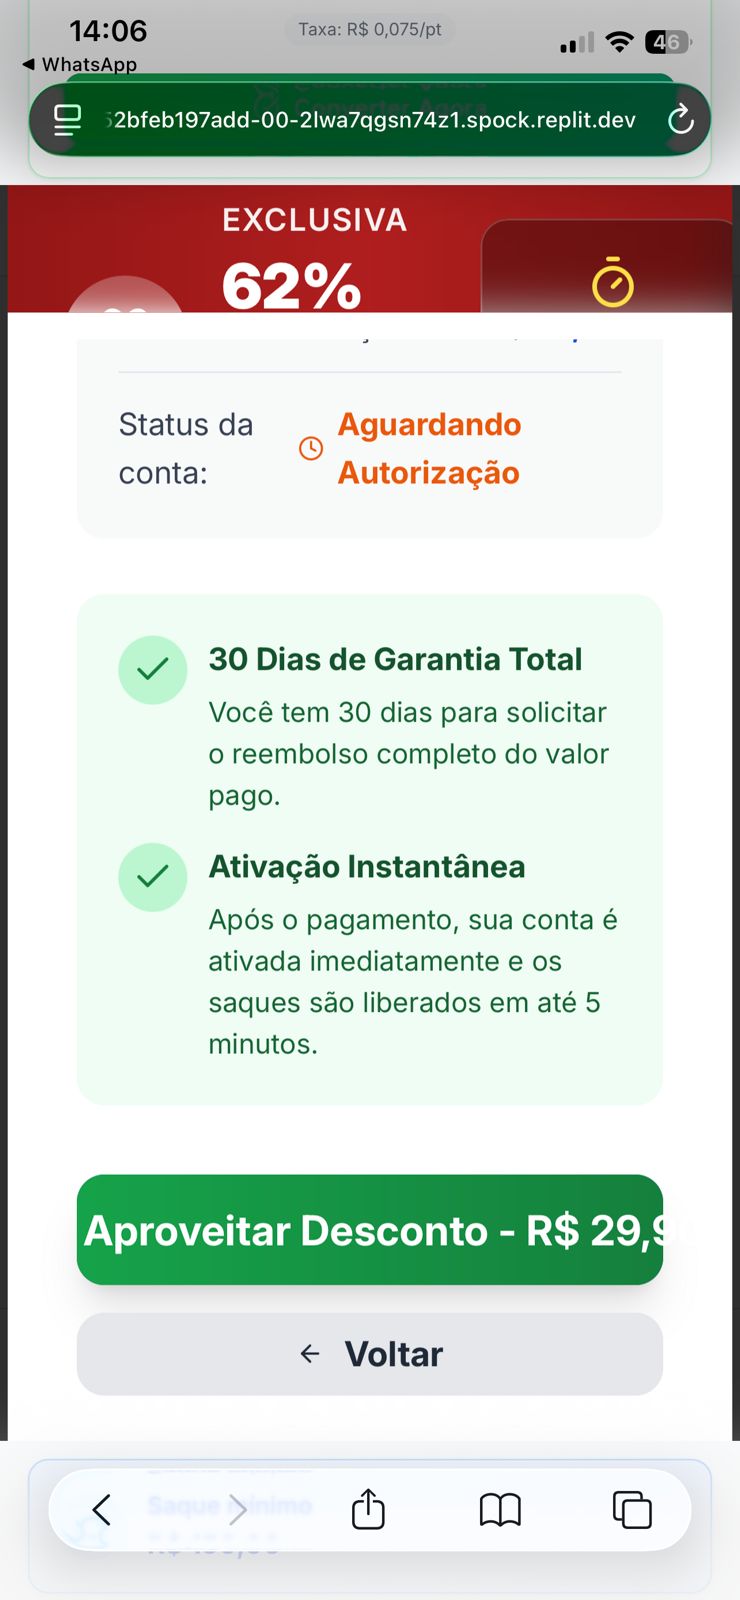 14:06
Taxa: R$ 0,075/pt
46
WhatsApp
Converter Agora
52bfeb197add-00-2lwa7qgsn74z1.spock.replit.dev
EXCLUSIVA
62%
Status da conta:
Aguardando Autorização
30 Dias de Garantia Total
Você tem 30 dias para solicitar
o reembolso completo do valor
pago.
Ativação Instantânea
Após o pagamento, sua conta é
ativada imediatamente e os
saques são liberados em até 5
minutos.
Aproveitar Desconto - R$ 29,9
Voltar
Saque mínimo